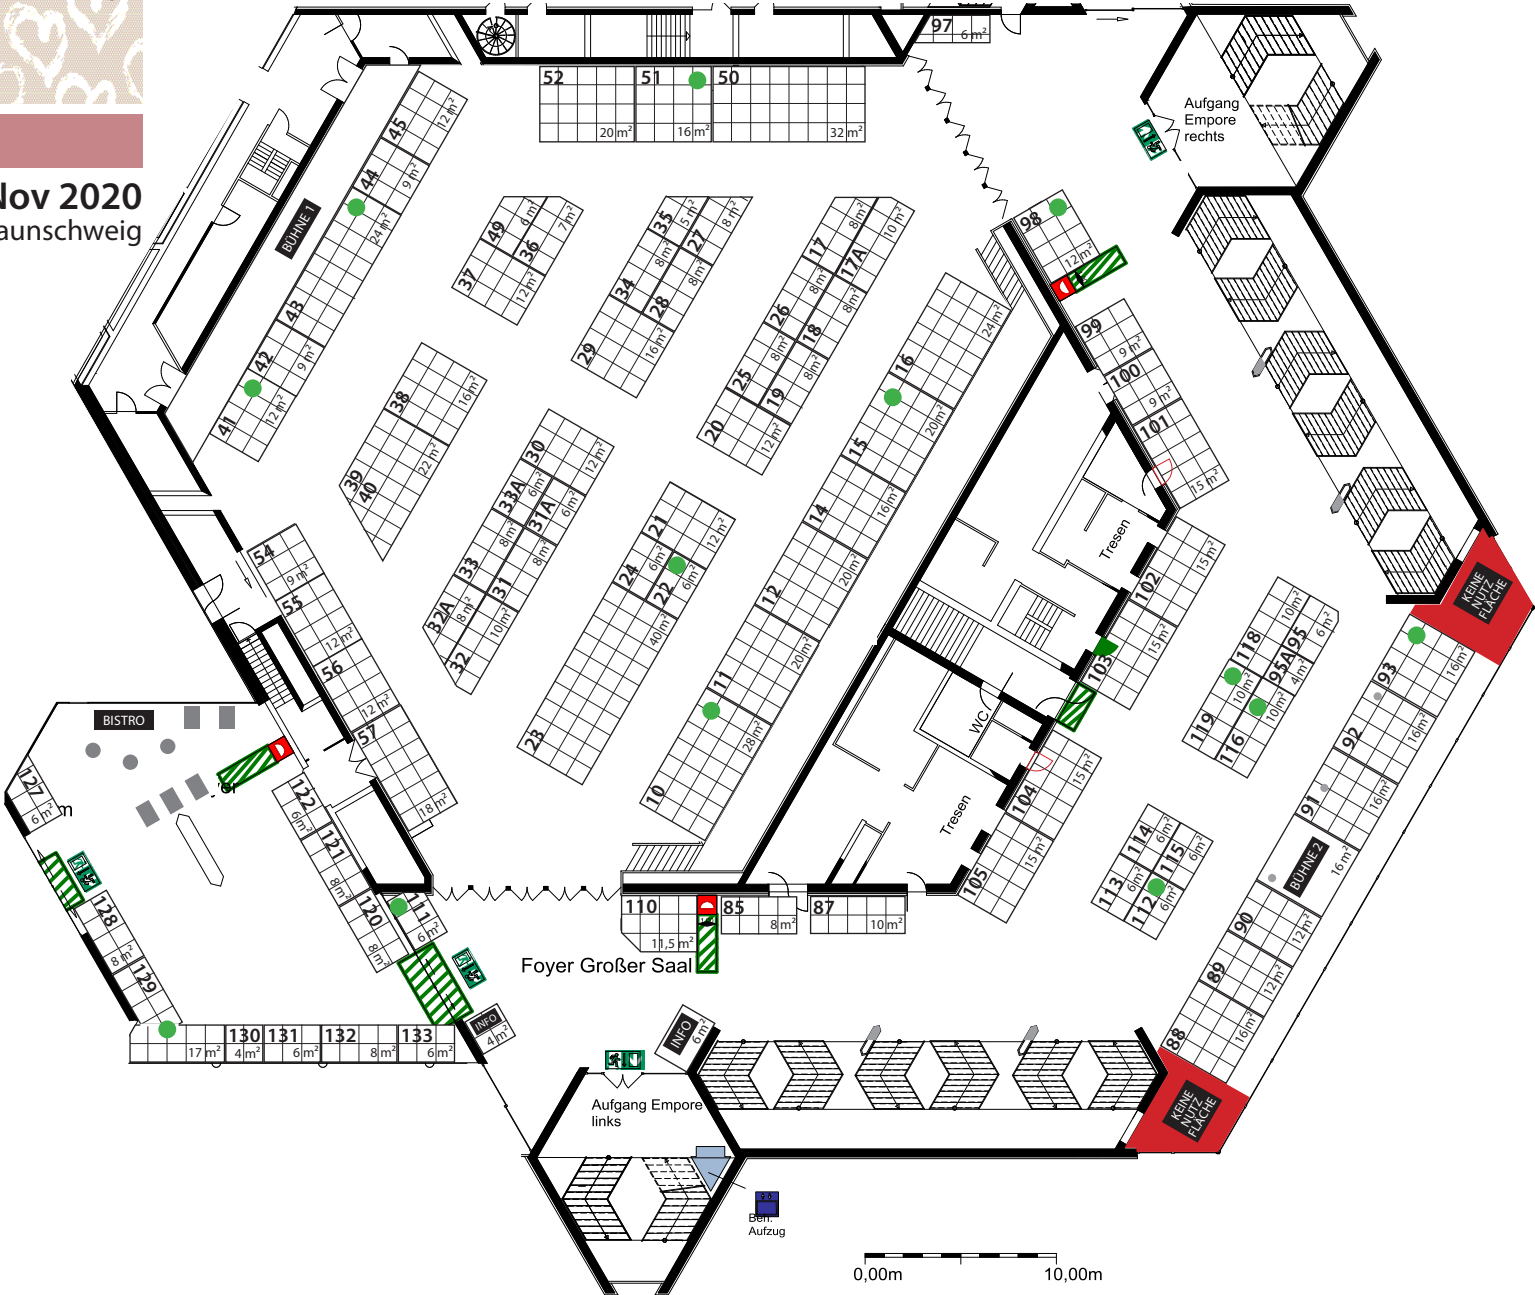 Nov 2020
aunschweig
97
6 m²
52
20 m²
51
16 m²
50
32 m²
Aufgang
Empore
rechts
BÜHNE 1
45
12 m²
44
9 m²
24 m²
43
42
9 m²
41
12 m²
49
6 m²
36
7 m²
37
12 m²
35
5 m²
27
8 m²
34
8 m²
28
8 m²
29
16 m²
17
8 m²
17A
10 m²
26
8 m²
18
8 m²
25
8 m²
19
8 m²
20
12 m²
16
24 m²
15
20 m²
14
16 m²
12
20 m²
11
20 m²
10
28 m²
38
16 m²
39
40
22 m²
30
12 m²
33A
6 m²
31A
6 m²
33
8 m²
31
8 m²
32A
8 m²
32
10 m²
21
12 m²
24
6 m²
22
6 m²
23
40 m²
98
12 m²
99
9 m²
100
9 m²
101
15 m²
Tresen
102
15 m²
103
15 m²
WC
104
15 m²
Tresen
105
15 m²
54
9 m²
55
12 m²
56
12 m²
57
18 m²
BISTRO
127
6 m²
m
122
6 m²
121
8 m²
120
8 m²
111
6 m²
128
8 m²
129
17 m²
130
4 m²
131
6 m²
132
8 m²
133
6 m²
INFO
4 m²
110
11,5 m²
85
8 m²
87
10 m²
Foyer Großer Saal
INFO
6 m²
118
10 m²
95
6 m²
95A
4 m²
119
10 m²
116
10 m²
114
6 m²
115
6 m²
113
6 m²
112
6 m²
KEINE
NUTZ
FLÄCHE
93
16 m²
92
16 m²
91
16 m²
BÜHNE 2
16 m²
90
12 m²
89
12 m²
88
16 m²
KEINE
NUTZ
FLÄCHE
Aufgang Empore
links
Beh.
Aufzug
0,00m
10,00m